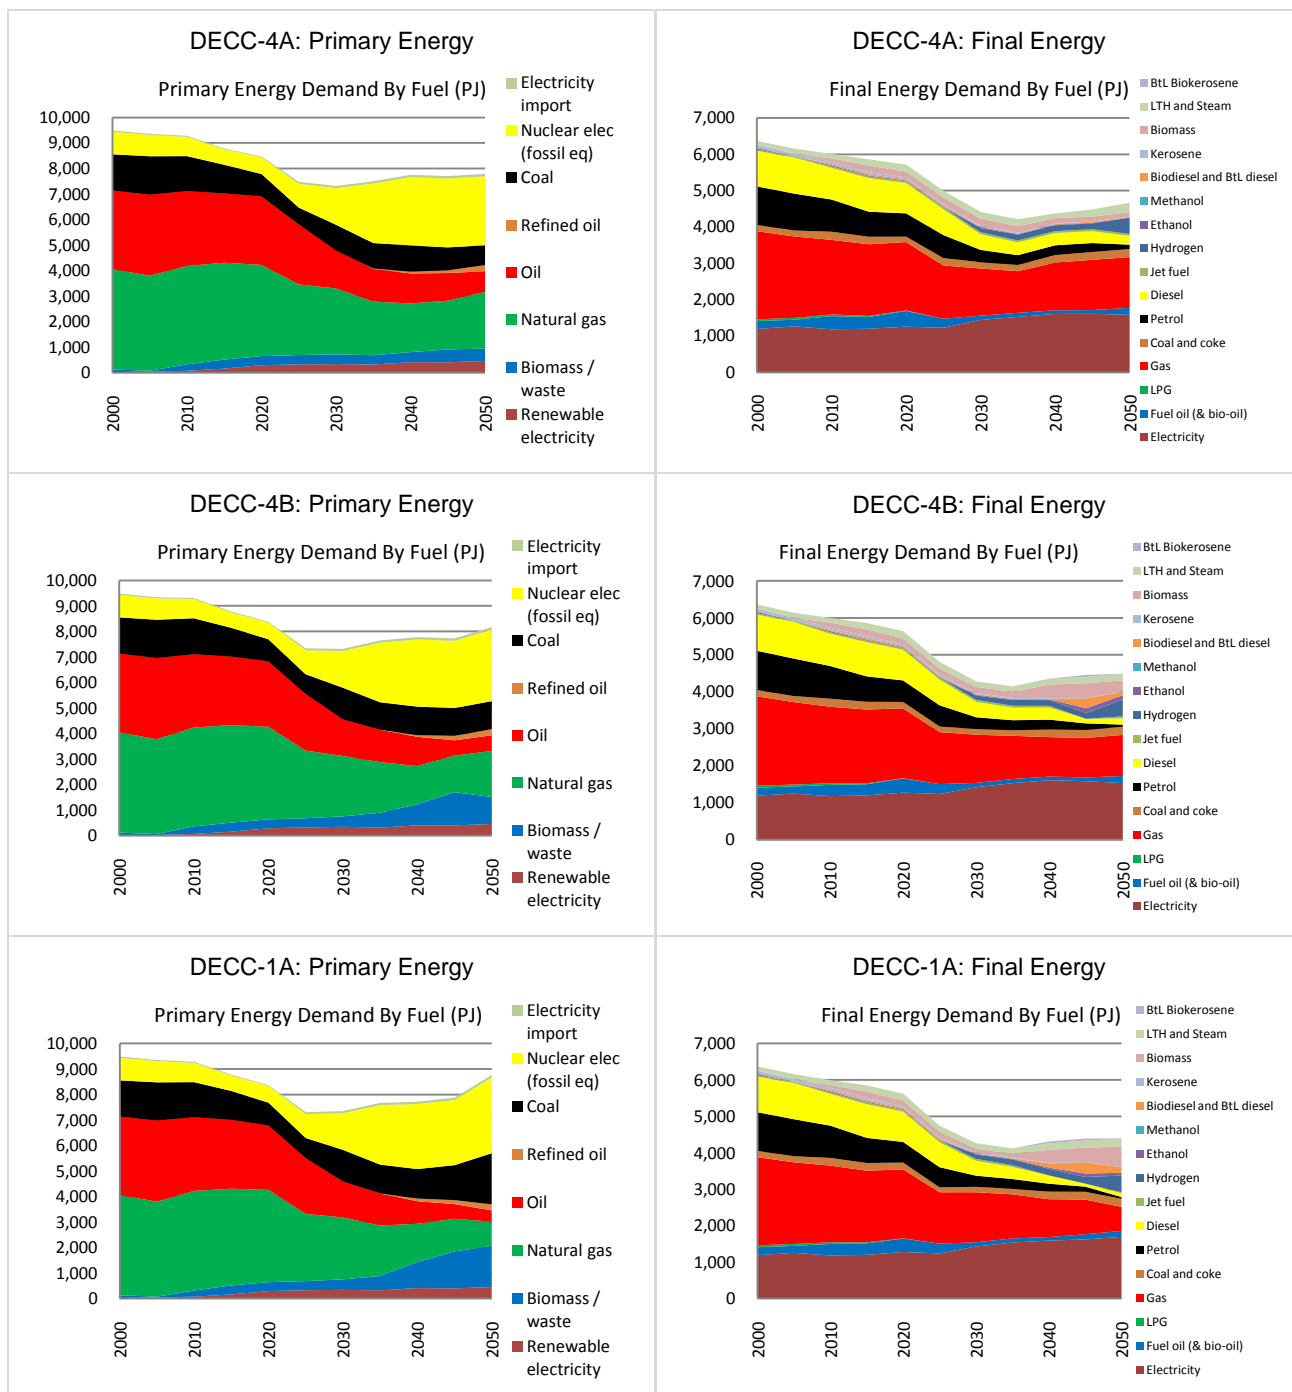 DECC-4A: Primary Energy
Primary Energy Demand By Fuel (PJ)
10,000
9,000
8,000
7,000
6,000
5,000
4,000
3,000
2,000
1,000
0
2000
2010
2020
2030
2040
2050
Electricity
import
Nuclear elec
(fossil eq)
Coal
Refined oil
Oil
Natural gas
Biomass /
waste
Renewable
electricity
DECC-4A: Final Energy
Final Energy Demand By Fuel (PJ)
7,000
6,000
5,000
4,000
3,000
2,000
1,000
0
2000
2010
2020
2030
2040
2050
BtL Biokerosene
LTH and Steam
Biomass
Kerosene
Biodiesel and BtL diesel
Methanol
Ethanol
Hydrogen
Jet fuel
Diesel
Petrol
Coal and coke
Gas
LPG
Fuel oil (& bio-oil)
Electricity
DECC-4B: Primary Energy
Primary Energy Demand By Fuel (PJ)
10,000
9,000
8,000
7,000
6,000
5,000
4,000
3,000
2,000
1,000
0
2000
2010
2020
2030
2040
2050
Electricity
import
Nuclear elec
(fossil eq)
Coal
Refined oil
Oil
Natural gas
Biomass /
waste
Renewable
electricity
DECC-4B: Final Energy
Final Energy Demand By Fuel (PJ)
7,000
6,000
5,000
4,000
3,000
2,000
1,000
0
2000
2010
2020
2030
2040
2050
BtL Biokerosene
LTH and Steam
Biomass
Kerosene
Biodiesel and BtL diesel
Methanol
Ethanol
Hydrogen
Jet fuel
Diesel
Petrol
Coal and coke
Gas
LPG
Fuel oil (& bio-oil)
Electricity
DECC-1A: Primary Energy
Primary Energy Demand By Fuel (PJ)
10,000
9,000
8,000
7,000
6,000
5,000
4,000
3,000
2,000
1,000
0
2000
2010
2020
2030
2040
2050
Electricity
import
Nuclear elec
(fossil eq)
Coal
Refined oil
Oil
Natural gas
Biomass /
waste
Renewable
electricity
DECC-1A: Final Energy
Final Energy Demand By Fuel (PJ)
7,000
6,000
5,000
4,000
3,000
2,000
1,000
0
2000
2010
2020
2030
2040
2050
BtL Biokerosene
LTH and Steam
Biomass
Kerosene
Biodiesel and BtL diesel
Methanol
Ethanol
Hydrogen
Jet fuel
Diesel
Petrol
Coal and coke
Gas
LPG
Fuel oil (& bio-oil)
Electricity